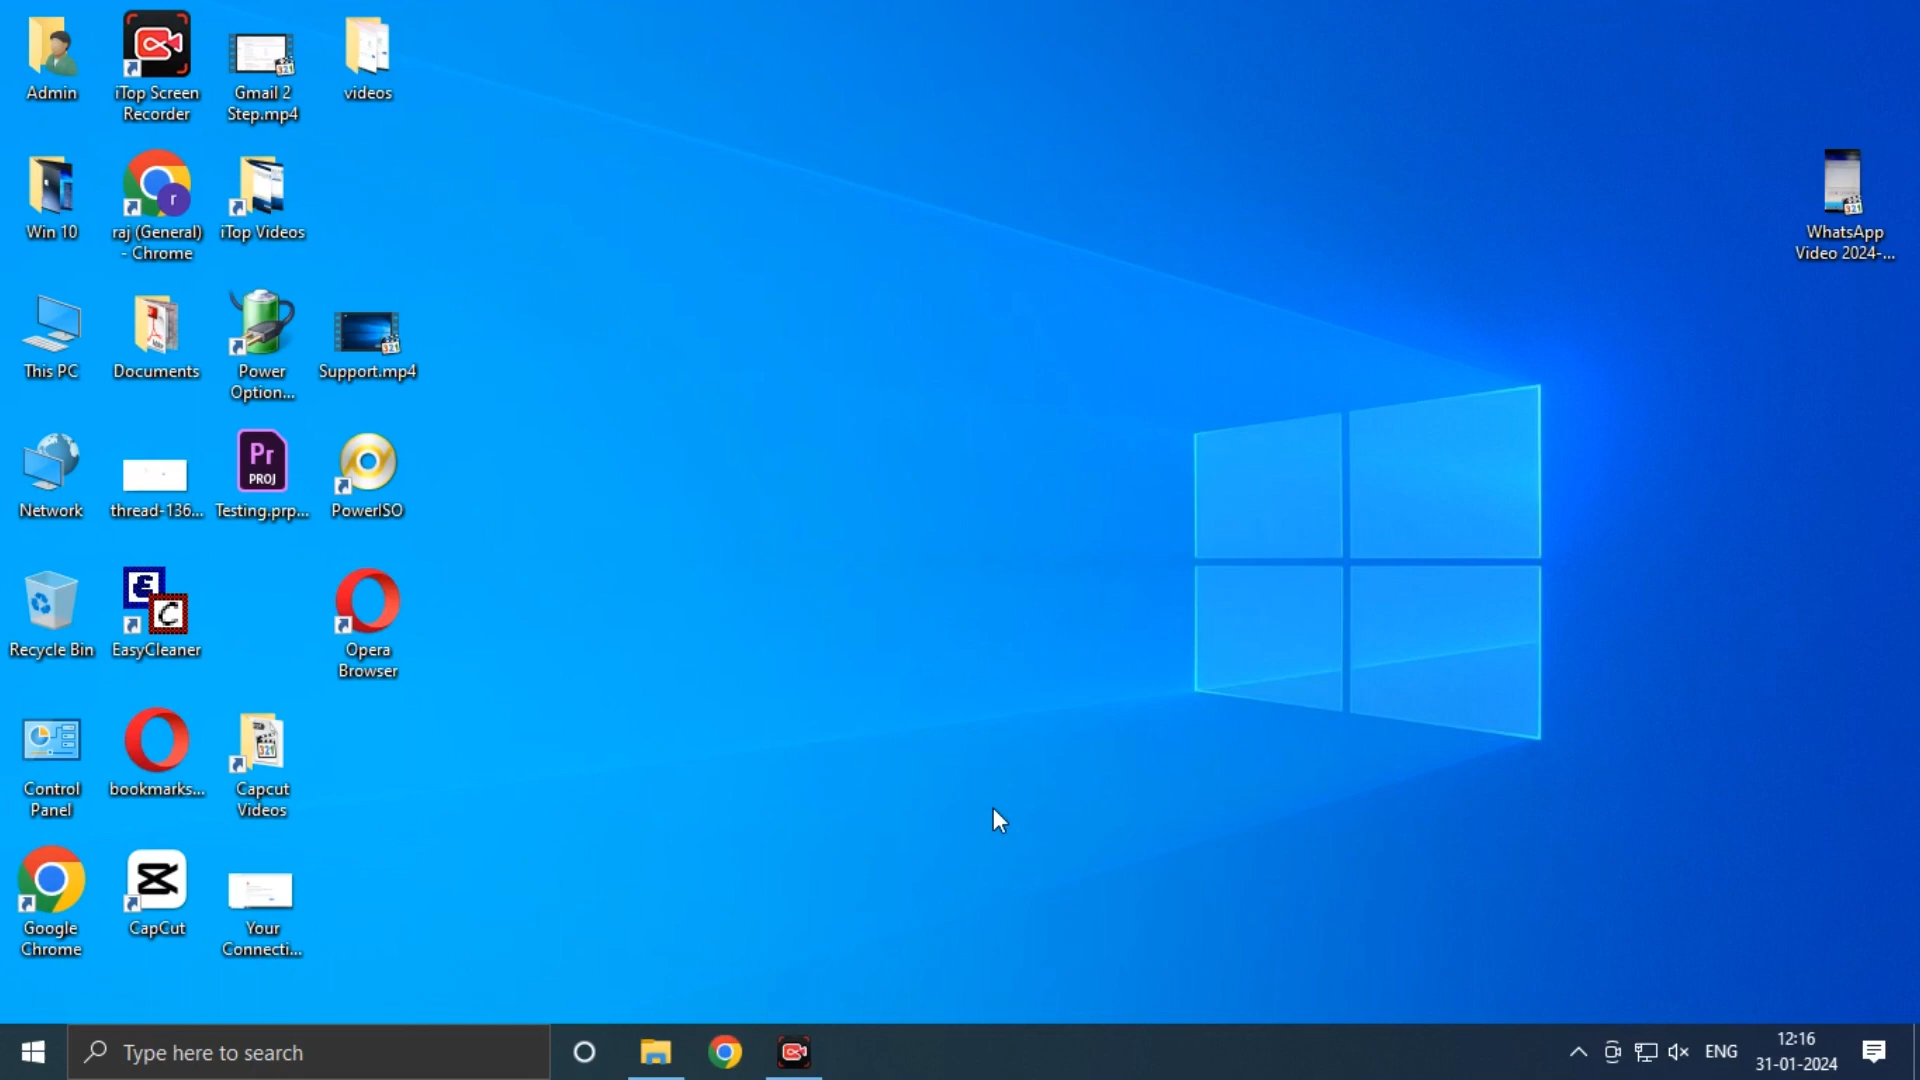 Admin
iTop Screen
Recorder
Gmail 2
Step.mp4
videos
Win 10
r
raj (General)
- Chrome
iTop Videos
WhatsApp
Video 2024-...
This PC
Documents
Power
Option...
Support.mp4
Network
thread-136...
Pr
PROJ
Testing.prp...
PowerISO
Recycle Bin
EasyCleaner
Opera
Browser
Control
Panel
bookmarks...
Capcut
Videos
Google
Chrome
CapCut
Your
Connecti...
Type here to search
ENG
12:16
31-01-2024